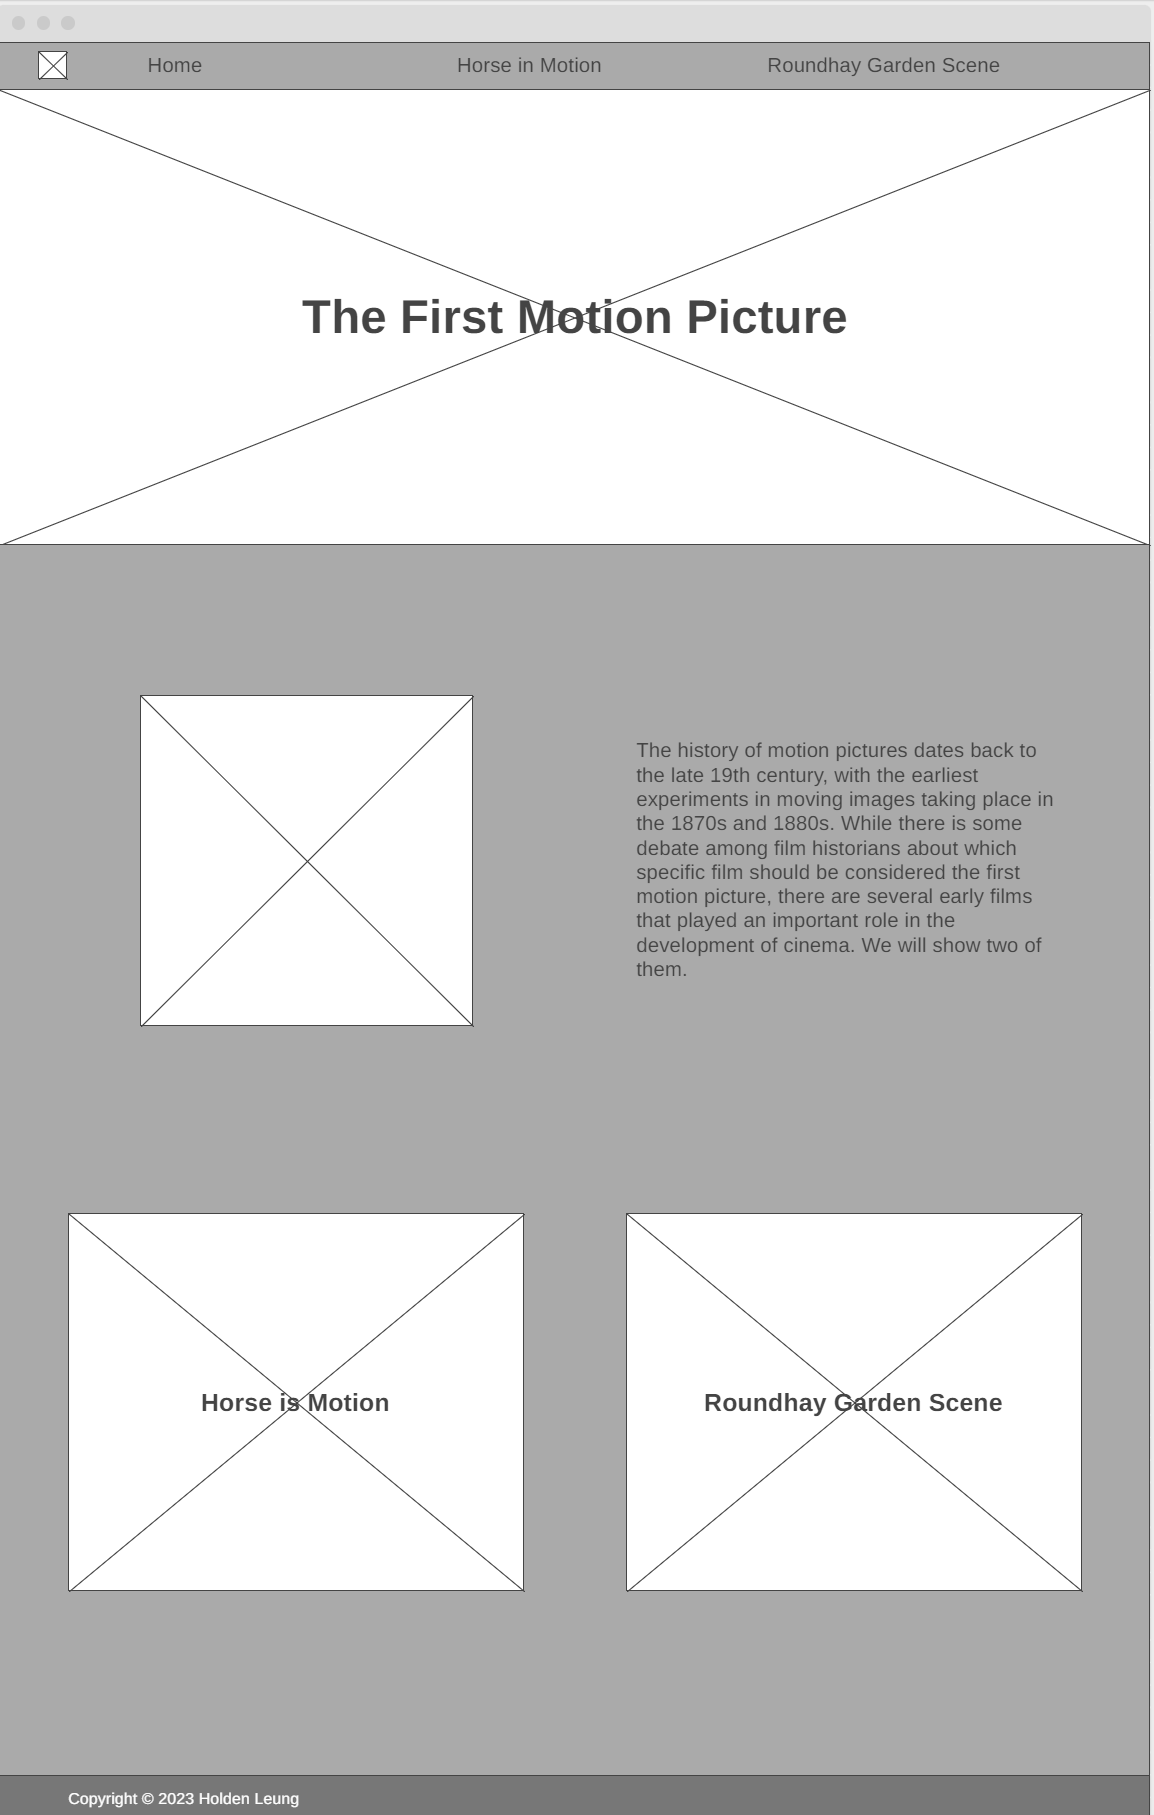 Home Horse in Motion Roundhay Garden Scene
The First Motion Picture
The history of motion pictures dates back to
the late 19th century, with the earliest
experiments in moving images taking place in
the 1870s and 1880s. While there is some
debate among film historians about which
specific film should be considered the first
motion picture, there are several early films
that played an important role in the
development of cinema. We will show two of
them.
Horse is Motion
Roundhay Garden Scene
Copyright © 2023 Holden Leung